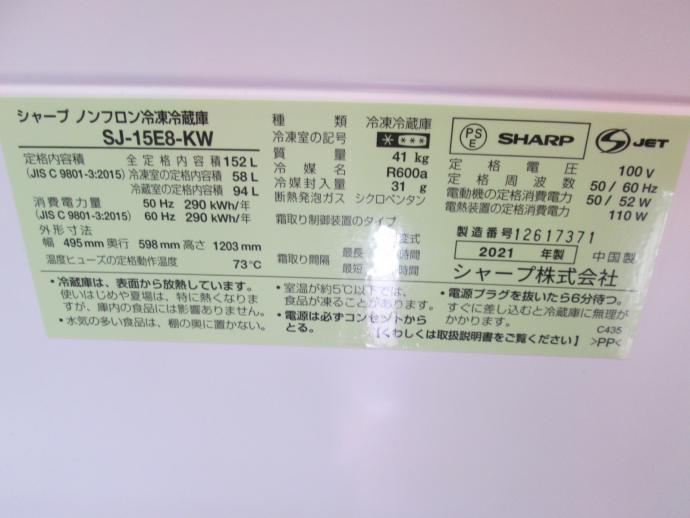 シャープ ノンフロン冷凍冷蔵庫
SJ-15E8-KW
定格内容積 全定格内容積 152 L
(JIS C 9801-3:2015) 冷凍室の定格内容積 58 L
冷蔵室の定格内容積 94 L
消費電力量 50 Hz 290 kWh/年
(JIS C 9801-3:2015) 60 Hz 290 kWh/年
外形寸法
幅 495 mm 奥行 598 mm 高さ 1203 mm
温度ヒューズの定格動作温度 73℃
種類 冷凍冷蔵庫
冷凍室の記号
質量 41 kg
冷媒名 R600a
冷媒封入量 31 g
断熱発泡ガス シクロペンタン
霜取り制御装置のタイプ
変式
霜取り間隔 最長 時間
最短 時間
PS
E
SHARP
S JET
定格電圧 100 V
定格周波数 50 / 60 Hz
電動機の定格消費電力 50 / 52 W
電熱装置の定格消費電力 110 W
製造番号 12617371
2021 年製 中国製
シャープ株式会社
・冷蔵庫は、表面から放熱しています。
使いはじめや夏場は、特に熱くなりま
すが、庫内の食品には影響ありません。
・水気の多い食品は、棚の奥に置かない。
・室温が約5℃以下では、
食品が凍ることがあります。
・電源は必ずコンセントから
とる。
・電源プラグを抜いたら6分待つ。
すぐに差し込むと冷蔵庫に無理が
かかります。
C435
【くわしくは取扱説明書をご覧ください】 >PP<